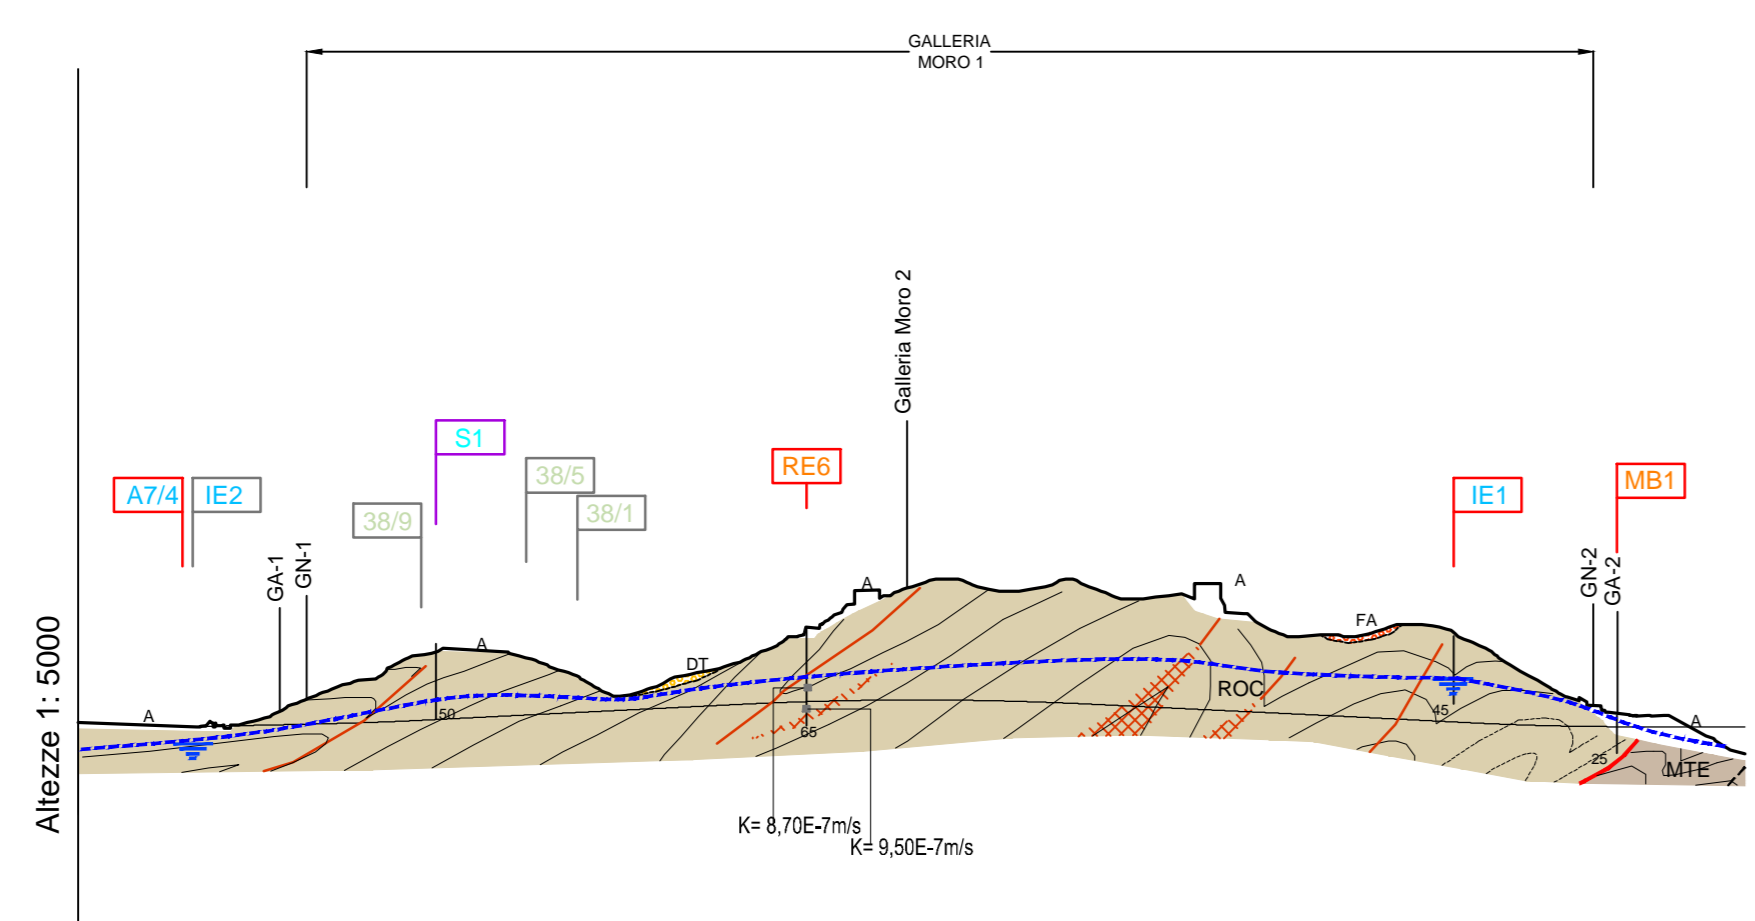 GALLERIA
MORO 1
Galleria Moro 2
S1
38/5
RE6
A7/4
IE2
38/9
38/1
IE1
MB1
GA-1
GN-1
GN-2
GA-2
A
A
A
A
A
DT
FA
ROC
MTE
50
65
45
25
K= 8,70E-7m/s
K= 9,50E-7m/s
Altezze 1: 5000